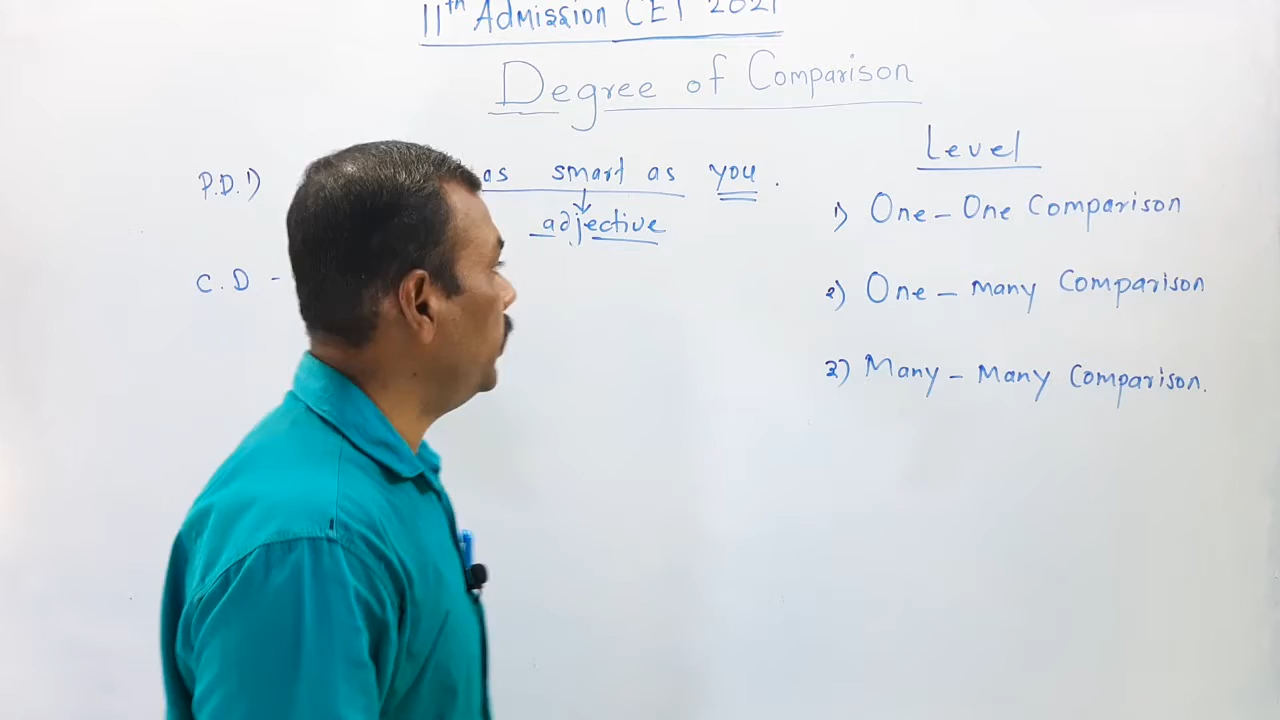 11th Admission CET 2021
Degree of Comparison
P.D. 1) as smart as you .
adjective
C.D -
Level
1) One - One Comparison
2) One - Many Comparison
3) Many - Many Comparison.